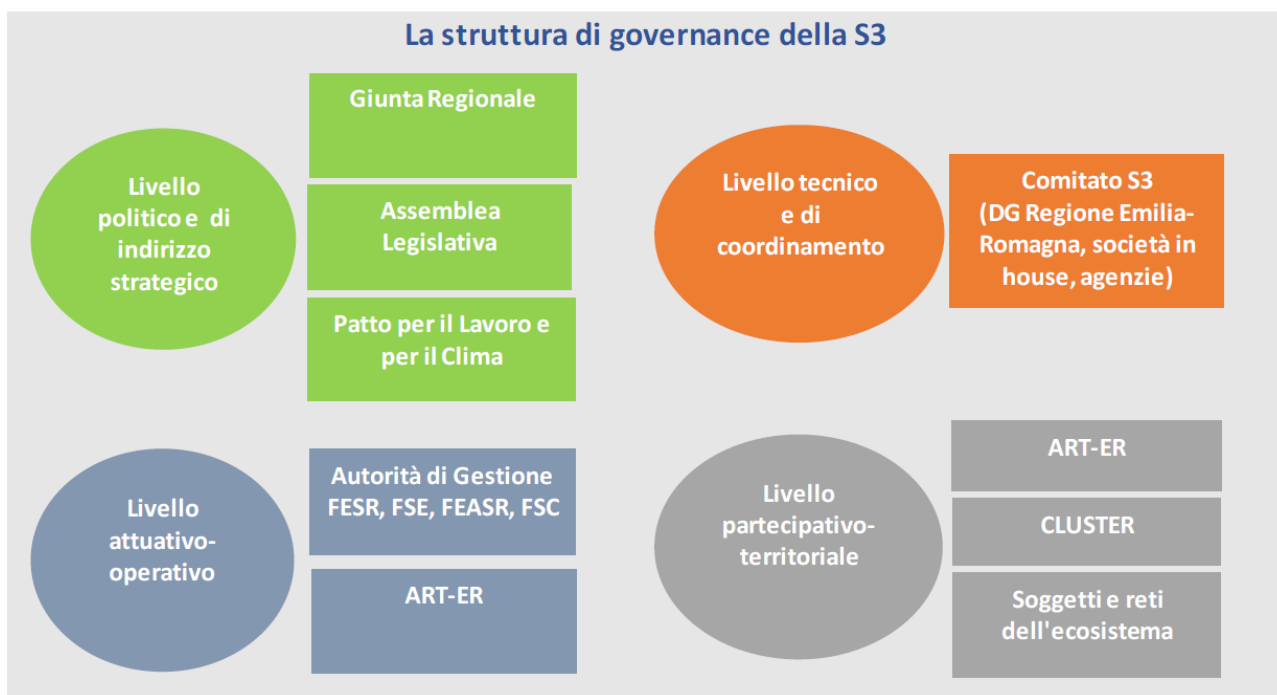 La struttura di governance della S3
Livello
politico e di
indirizzo
strategico
Giunta Regionale
Assemblea
Legislativa
Patto per il Lavoro e
per il Clima
Livello tecnico
e di
coordinamento
Comitato S3
(DG Regione Emilia-
Romagna, società in
house, agenzie)
Livello
attuativo-
operativo
Autorità di Gestione
FESR, FSE, FEASR, FSC
ART-ER
Livello
partecipativo-
territoriale
ART-ER
CLUSTER
Soggetti e reti
dell'ecosistema